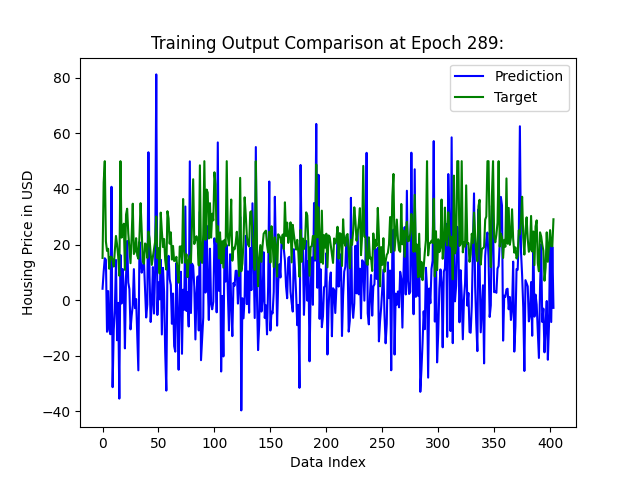 Training Output Comparison at Epoch 289:
Prediction
Target
Housing Price in USD
80
60
40
20
0
−20
−40
0 50 100 150 200 250 300 350 400
Data Index